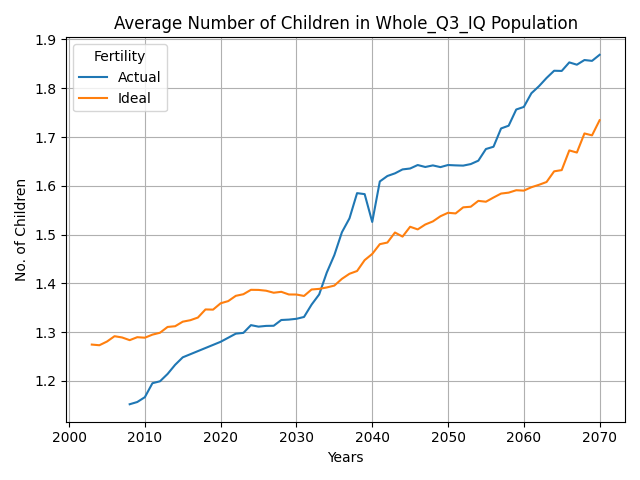 Average Number of Children in Whole_Q3_IQ Population
Fertility
Actual
Ideal
No. of Children
1.9
1.8
1.7
1.6
1.5
1.4
1.3
1.2
2000 2010 2020 2030 2040 2050 2060 2070
Years